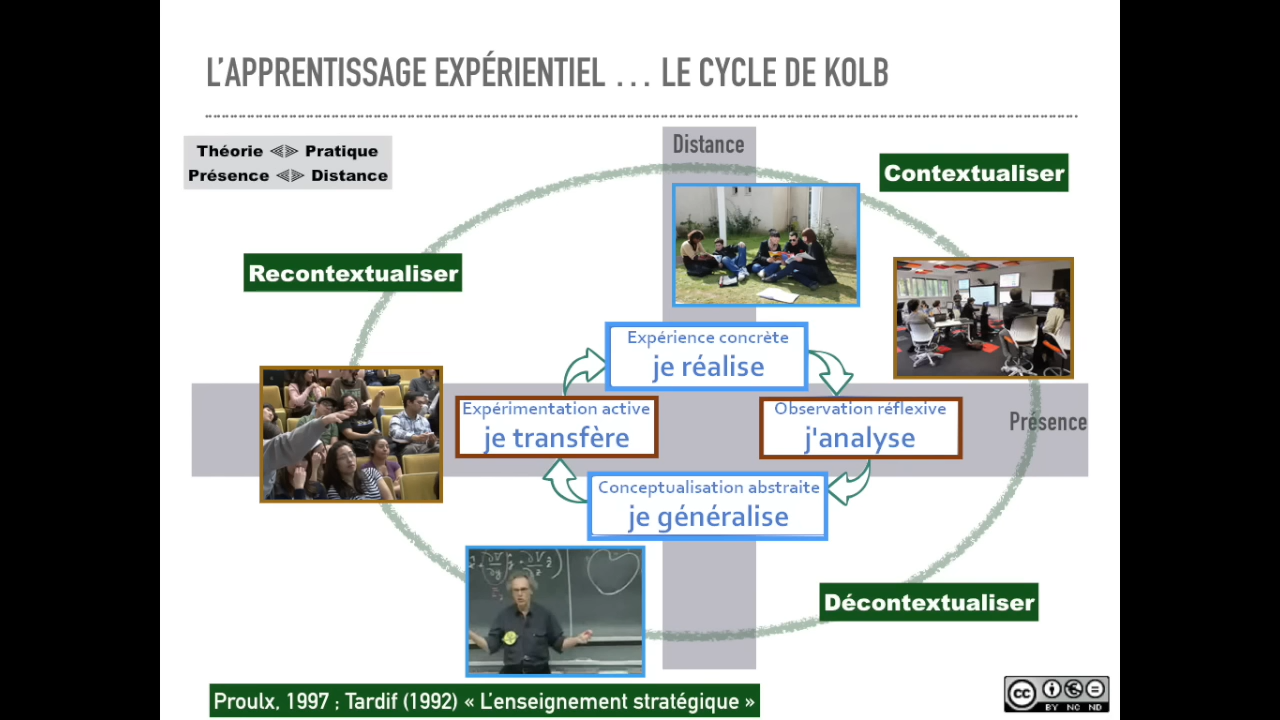 L'APPRENTISSAGE EXPÉRIENTIEL ... LE CYCLE DE KOLB
Distance
Théorie Pratique
Présence Distance
Contextualiser
Recontextualiser
Expérience concrète
je réalise
Expérimentation active
je transfère
Observation réflexive
j'analyse
Présence
Conceptualisation abstraite
je généralise
Décontextualiser
Proulx, 1997 ; Tardif (1992) « L'enseignement stratégique »
cc
BY NC ND